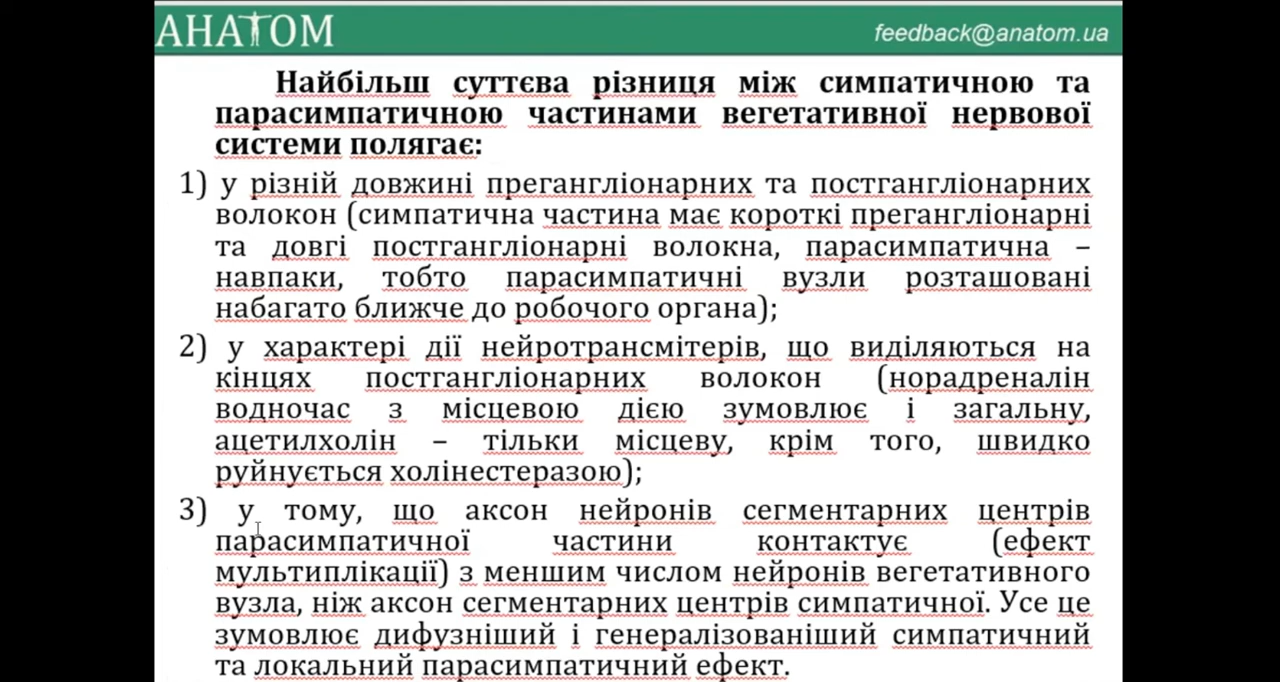 АНАТОМ
feedback@anatom.ua
Найбільш суттєва різниця між симпатичною та
парасимпатичною частинами вегетативної нервової
системи полягає:
1) у різній довжині прегангліонарних та постгангліонарних
волокон (симпатична частина має короткі прегангліонарні
та довгі постгангліонарні волокна, парасимпатична –
навпаки, тобто парасимпатичні вузли розташовані
набагато ближче до робочого органа);
2) у характері дії нейротрансмітерів, що виділяються на
кінцях постгангліонарних волокон (норадреналін
водночас з місцевою дією зумовлює і загальну,
ацетилхолін – тільки місцеву, крім того, швидко
руйнується холінестеразою);
3) у тому, що аксон нейронів сегментарних центрів
парасимпатичної частини контактує (ефект
мультиплікації) з меншим числом нейронів вегетативного
вузла, ніж аксон сегментарних центрів симпатичної. Усе це
зумовлює дифузніший і генералізованіший симпатичний
та локальний парасимпатичний ефект.